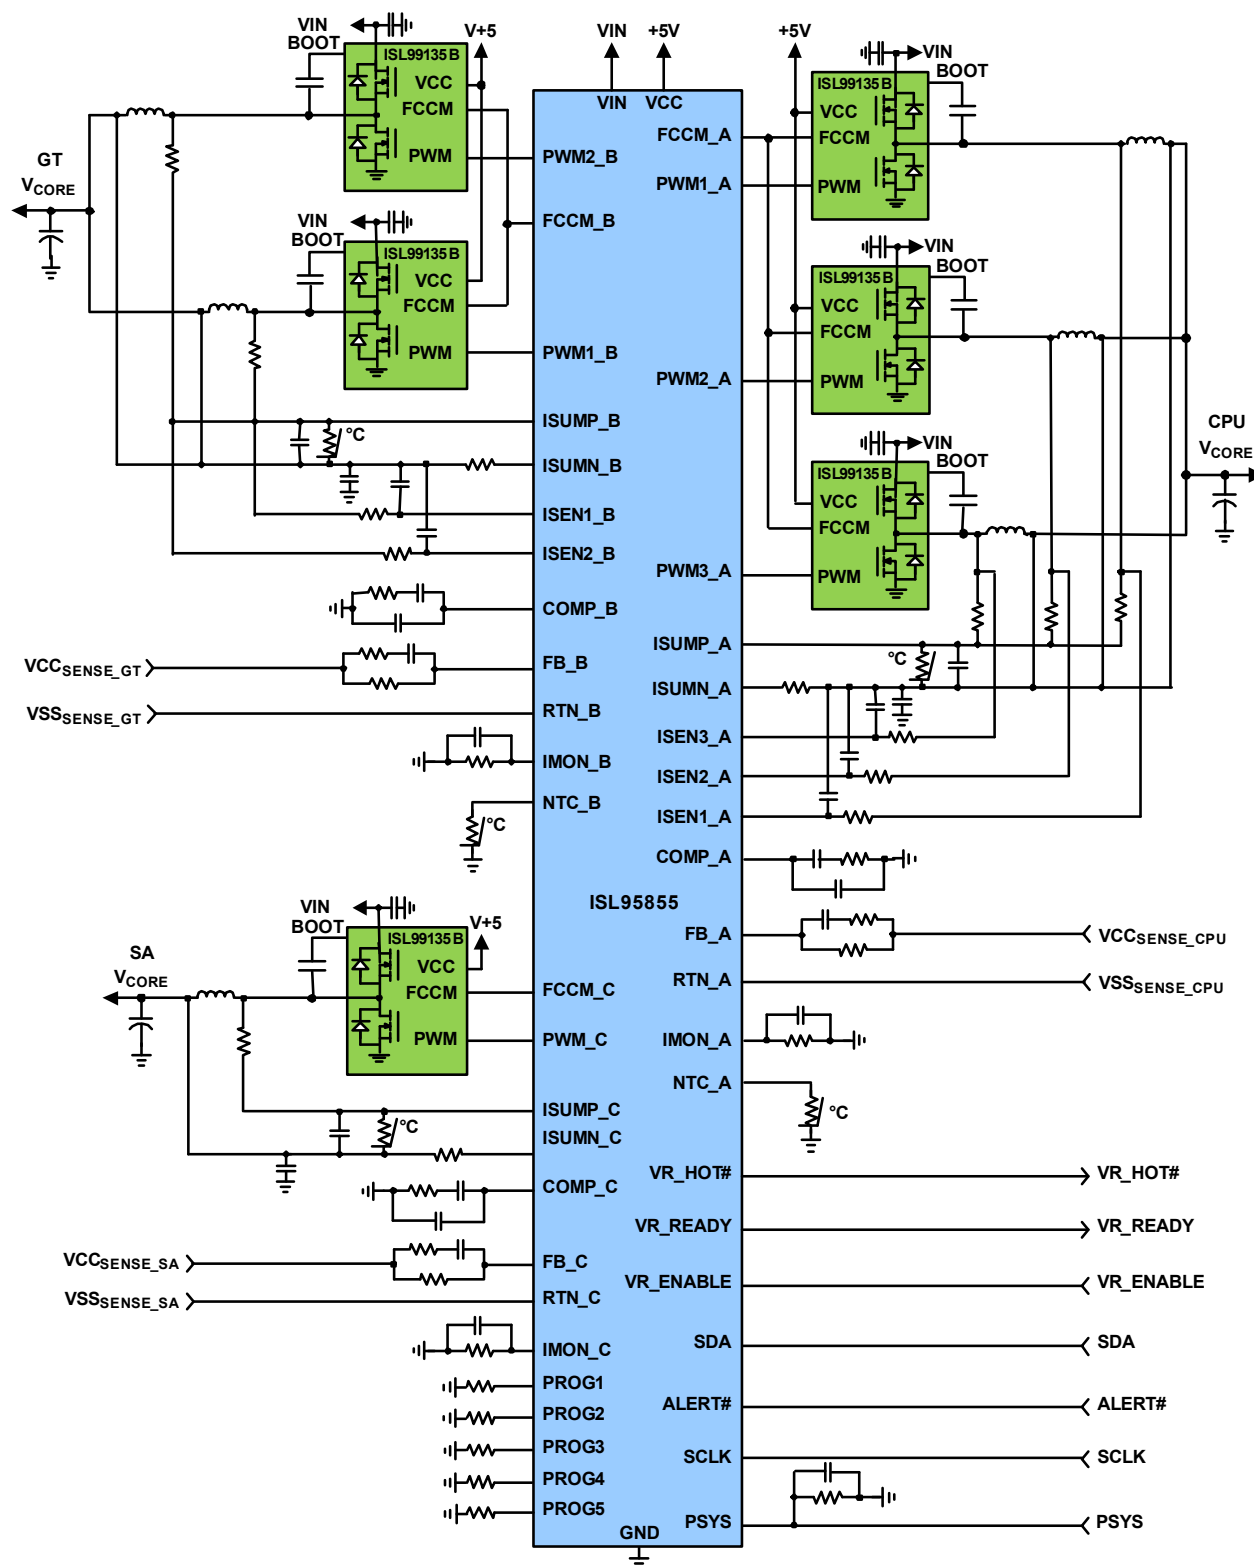 VIN
BOOT
V+5
VIN
+5V
+5V
VIN
BOOT
ISL99135B
VCC
FCCM
PWM
VIN
VCC
ISL99135B
VCC
FCCM
PWM
FCCM_A
PWM1_A
PWM2_B
FCCM_B
GT
VCORE
VIN
BOOT
ISL99135B
VCC
FCCM
PWM
PWM1_B
VIN
BOOT
ISL99135B
VCC
FCCM
PWM
PWM2_A
ISUMP_B
°C
ISUMN_B
ISEN1_B
ISEN2_B
VIN
BOOT
ISL99135B
VCC
FCCM
PWM
PWM3_A
CPU
VCORE
COMP_B
VCCSENSE_GT
FB_B
VSSSENSE_GT
RTN_B
IMON_B
NTC_B
°C
ISUMP_A
°C
ISUMN_A
ISEN3_A
ISEN2_A
ISEN1_A
COMP_A
ISL95855
FB_A
VCCSENSE_CPU
RTN_A
VSSSENSE_CPU
IMON_A
NTC_A
°C
VIN
BOOT
V+5
ISL99135B
VCC
FCCM
PWM
SA
VCORE
FCCM_C
PWM_C
ISUMP_C
°C
ISUMN_C
COMP_C
VCCSENSE_SA
FB_C
VSSSENSE_SA
RTN_C
IMON_C
PROG1
PROG2
PROG3
PROG4
PROG5
VR_HOT#
VR_HOT#
VR_READY
VR_READY
VR_ENABLE
VR_ENABLE
SDA
SDA
ALERT#
ALERT#
SCLK
SCLK
PSYS
PSYS
GND